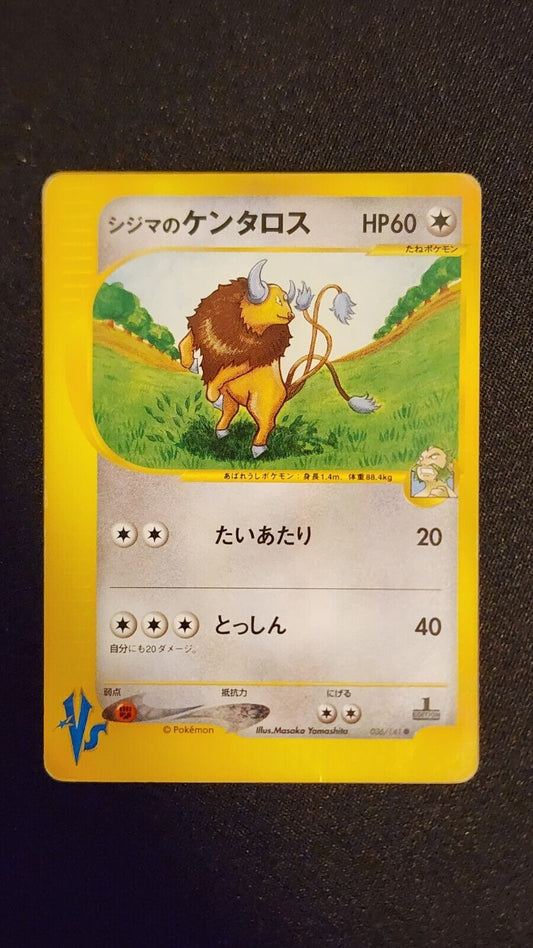 シジマのケンタロス HP60
たねポケモン
あばれうしポケモン：身長1.4m 体重88.4kg
たいあたり 20
とっしん 40
自分にも20ダメージ。
弱点 抵抗力 にげる
1
EDITION
© Pokémon Illus.Masako Yamashita 036/141
VS